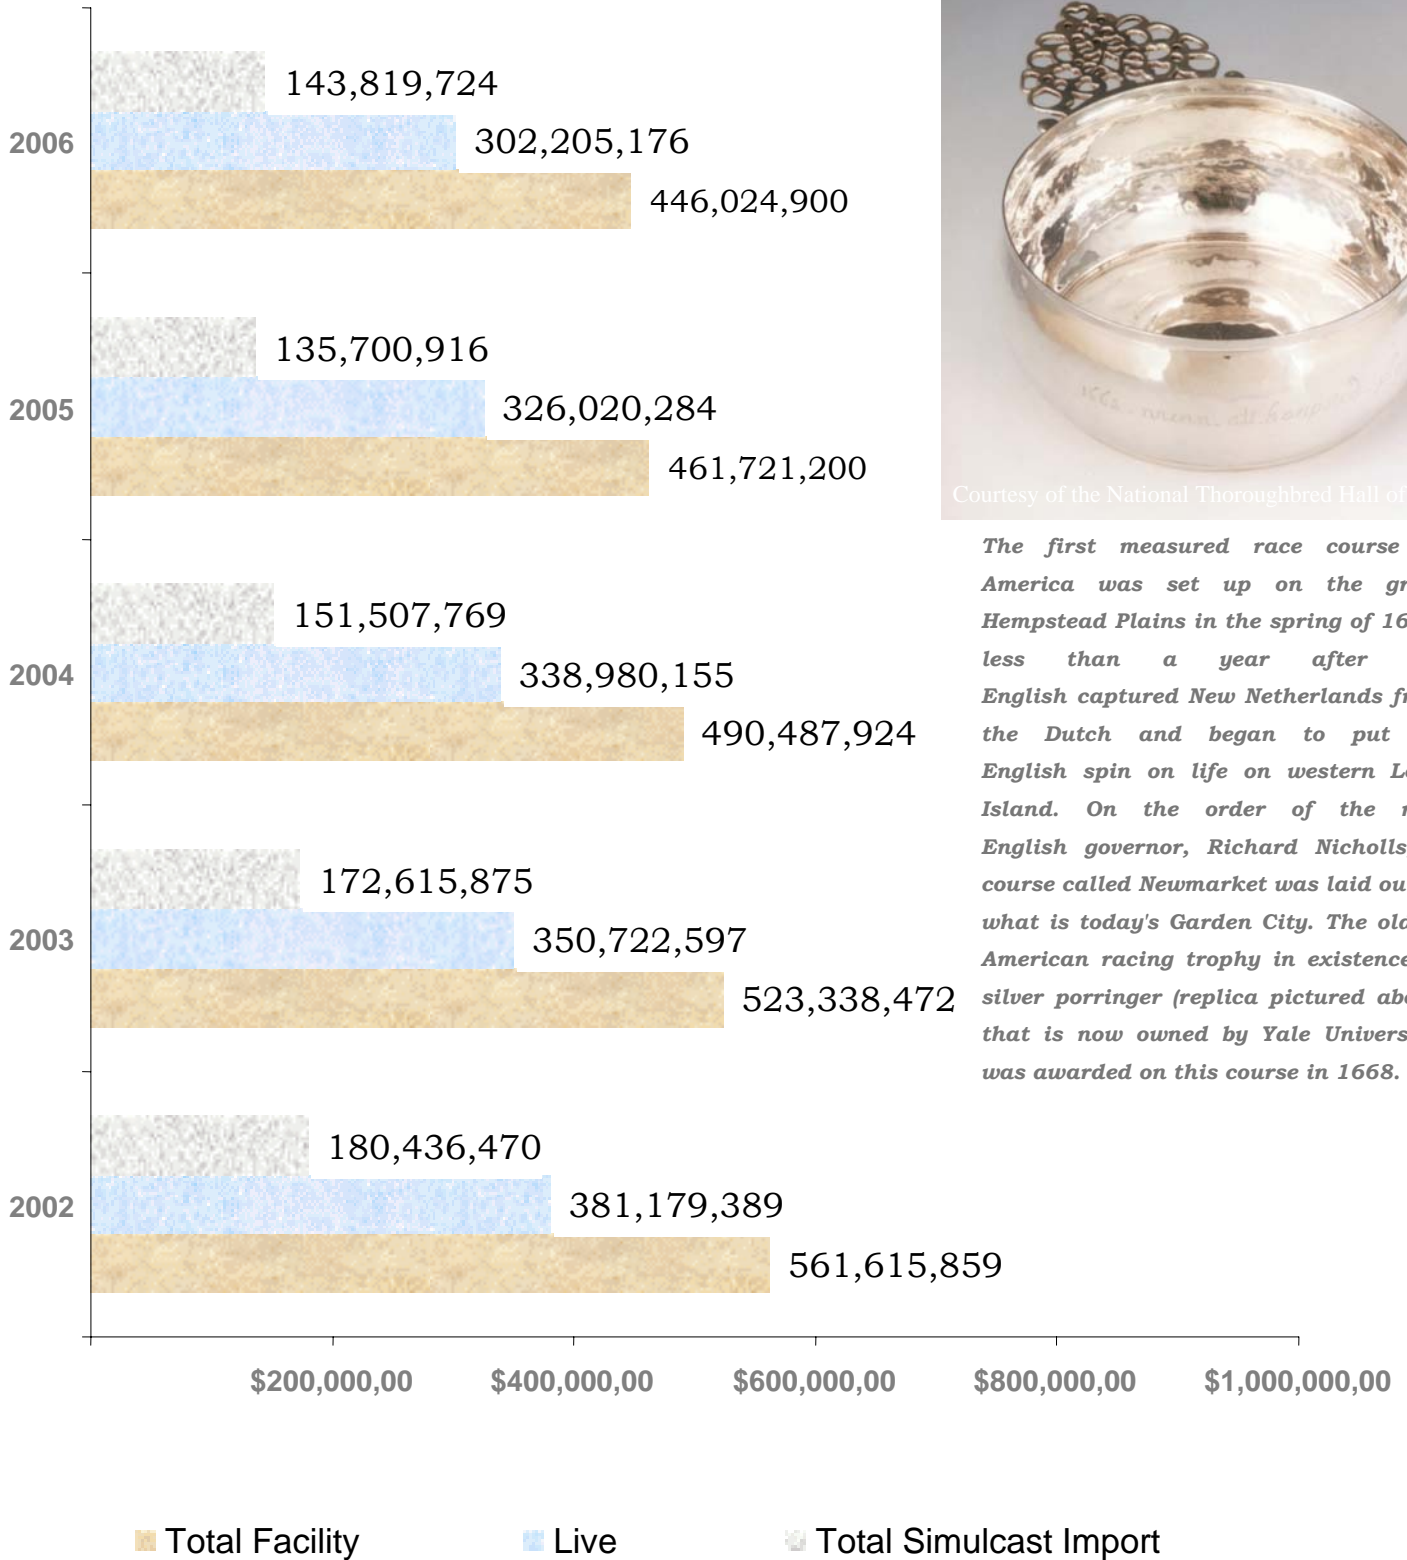 2006
143,819,724
302,205,176
446,024,900
2005
135,700,916
326,020,284
461,721,200
2004
151,507,769
338,980,155
490,487,924
2003
172,615,875
350,722,597
523,338,472
2002
180,436,470
381,179,389
561,615,859
$200,000,00
$400,000,00
$600,000,00
$800,000,00
$1,000,000,00
Total Facility
Live
Total Simulcast Import
Courtesy of the National Thoroughbred Hall of
The first measured race course
America was set up on the
Hempstead Plains in the spring of
less than a year after
English captured New Netherlands
the Dutch and began to put
English spin on life on western
Island. On the order of the
English governor, Richard Nicholls
course called Newmarket was laid
what is today's Garden City. The
American racing trophy in existence
silver porringer (replica pictured
that is now owned by Yale
was awarded on this course in 1668.